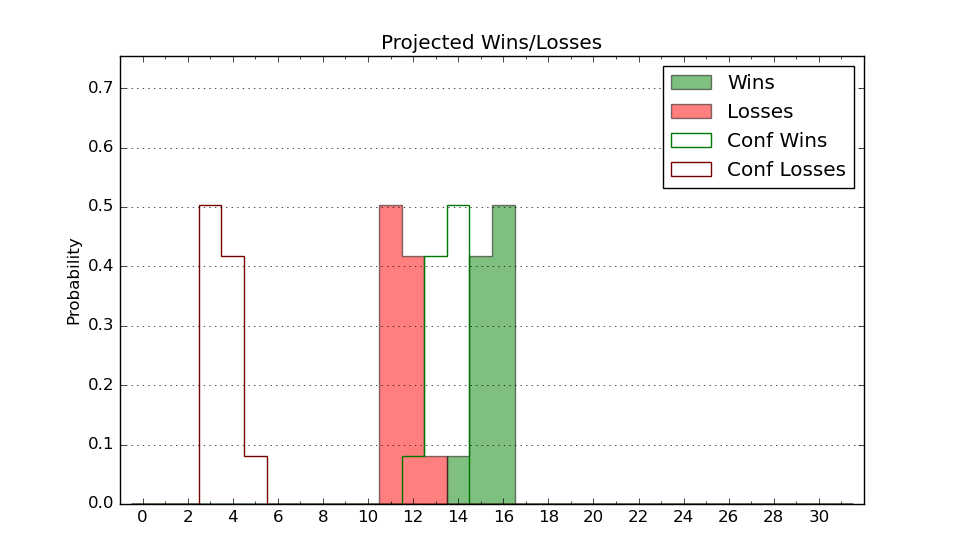 Projected Wins/Losses
Probability
0.7
0.6
0.5
0.4
0.3
0.2
0.1
0.0
0 2 4 6 8 10 12 14 16 18 20 22 24 26 28 30
Wins
Losses
Conf Wins
Conf Losses